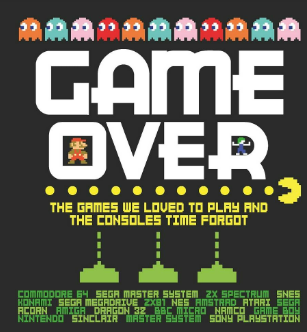 GAME
OVER
THE GAMES WE LOVED TO PLAY AND
THE CONSOLES TIME FORGOT
COMMODORE 64 SEGA MASTER SYSTEM ZX SPECTRUM SNES
KONAMI SEGA MEGADRIVE ZX81 NES AMSTRAD ATARI SEGA
ACORN AMIGA DRAGON 32 BBC MICRO NAMCO GAME BOY
NINTENDO SINCLAIR MASTER SYSTEM SONY PLAYSTATION